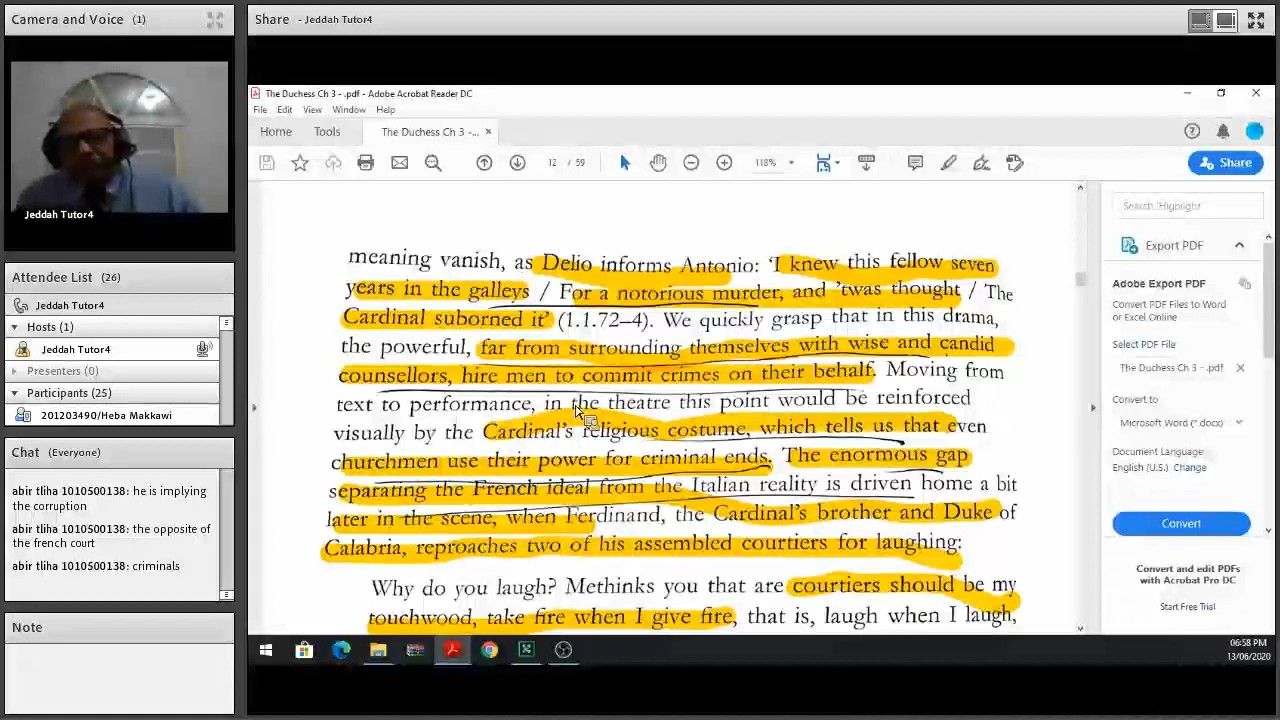 Camera and Voice (1)
Jeddah Tutor4
Attendee List (26)
Jeddah Tutor4
Hosts (1)
Jeddah Tutor4
Presenters (0)
Participants (25)
201203490/Heba Makkawi
Chat (Everyone)
abir tliha 1010500138: he is implying
the corruption
abir tliha 1010500138: the opposite of
the french court
abir tliha 1010500138: criminals
Note
Share - Jeddah Tutor4
The Duchess Ch 3 - .pdf - Adobe Acrobat Reader DC
File Edit View Window Help
Home Tools The Duchess Ch 3 -... ×
12 / 59 118%
Share
meaning vanish, as Delio informs Antonio: 'I knew this fellow seven
years in the galleys / For a notorious murder, and 'twas thought / The
Cardinal suborned it' (1.1.72–4). We quickly grasp that in this drama,
the powerful, far from surrounding themselves with wise and candid
counsellors, hire men to commit crimes on their behalf. Moving from
text to performance, in the theatre this point would be reinforced
visually by the Cardinal's religious costume, which tells us that even
churchmen use their power for criminal ends. The enormous gap
separating the French ideal from the Italian reality is driven home a bit
later in the scene, when Ferdinand, the Cardinal's brother and Duke of
Calabria, reproaches two of his assembled courtiers for laughing:
Why do you laugh? Methinks you that are courtiers should be my
touchwood, take fire when I give fire, that is, laugh when I laugh,
Search 'Highlight
Export PDF
Adobe Export PDF
Convert PDF Files to Word
or Excel Online
Select PDF File
The Duchess Ch 3 - .pdf ×
Convert to
Microsoft Word (*.docx)
Document Language:
English (U.S.) Change
Convert
Convert and edit PDFs
with Acrobat Pro DC
Start Free Trial
06:58 PM
13/06/2020